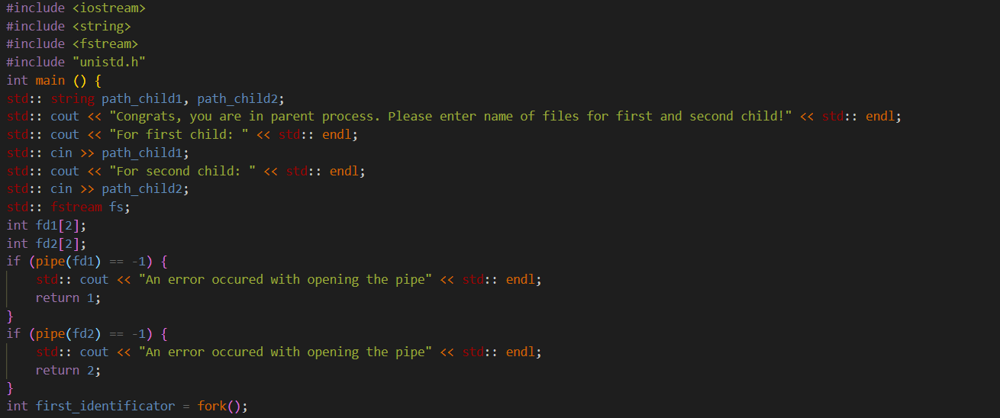 #include <iostream>
#include <string>
#include <fstream>
#include "unistd.h"
int main () {
std:: string path_child1, path_child2;
std:: cout << "Congrats, you are in parent process. Please enter name of files for first and second child!" << std:: endl;
std:: cout << "For first child: " << std:: endl;
std:: cin >> path_child1;
std:: cout << "For second child: " << std:: endl;
std:: cin >> path_child2;
std:: fstream fs;
int fd1[2];
int fd2[2];
if (pipe(fd1) == -1) {
    std:: cout << "An error occured with opening the pipe" << std:: endl;
    return 1;
}
if (pipe(fd2) == -1) {
    std:: cout << "An error occured with opening the pipe" << std:: endl;
    return 2;
}
int first_identificator = fork();